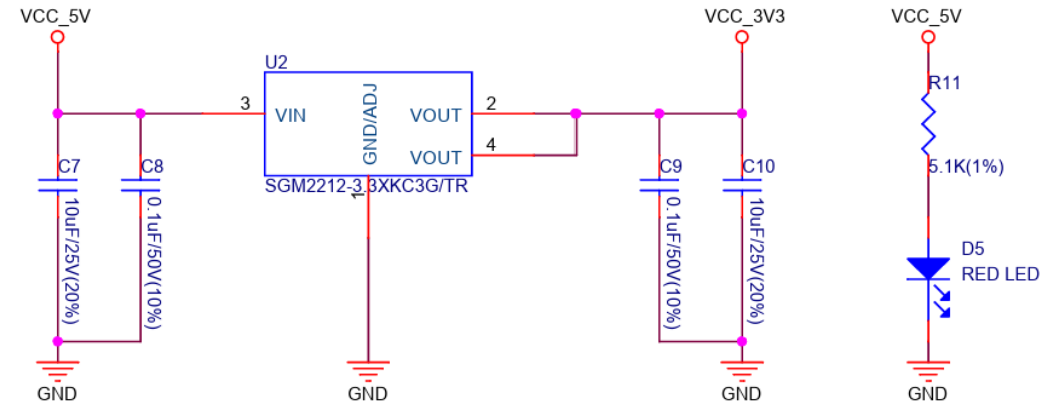 VCC_5V
VCC_3V3
VCC_5V
U2
R11
3
VIN
GND/ADJ
VOUT
2
VOUT
4
C7
C8
C9
C10
5.1K(1%)
SGM2212-3.3XKC3G/TR
1
10uF/25V(20%)
0.1uF/50V(10%)
0.1uF/50V(10%)
10uF/25V(20%)
D5
RED LED
GND
GND
GND
GND